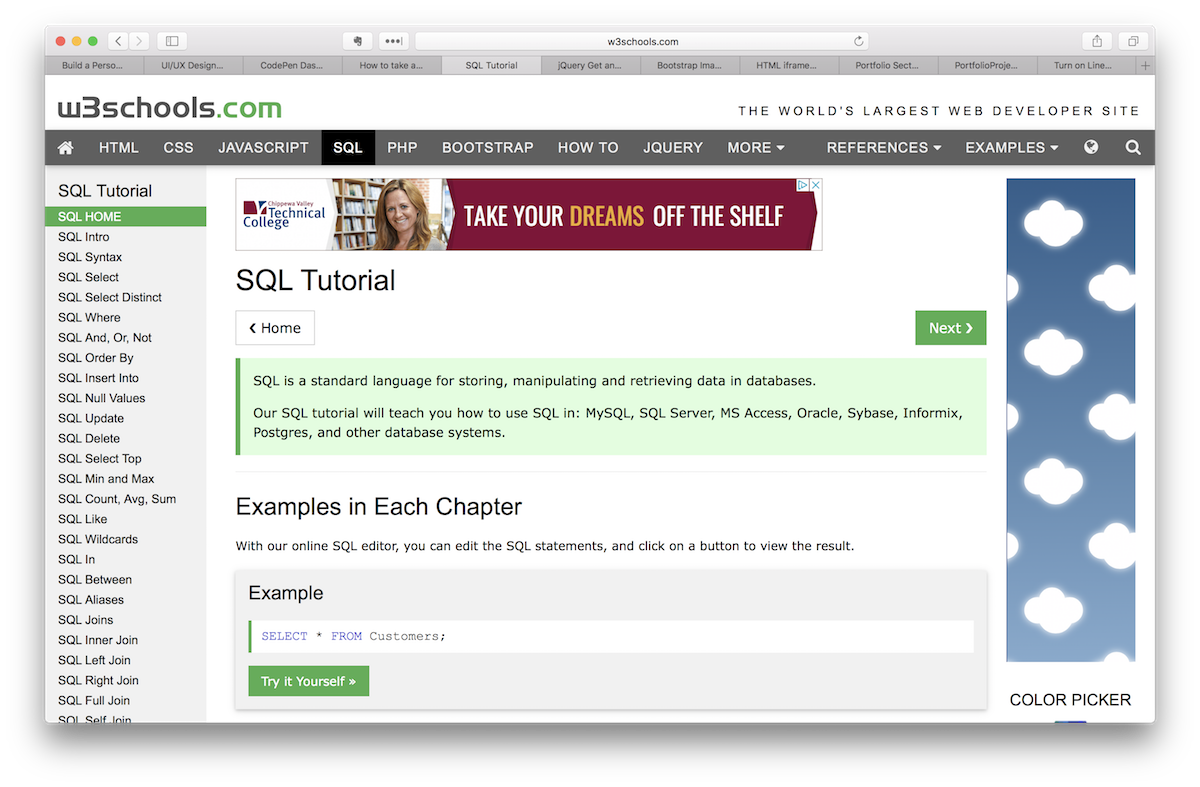 w3schools.com
Build a Perso...
UI/UX Design...
CodePen Das...
How to take a...
SQL Tutorial
jQuery Get an...
Bootstrap Ima...
HTML iframe...
Portfolio Sect...
PortfolioProje...
Turn on Line...
w3schools.com
THE WORLD'S LARGEST WEB DEVELOPER SITE
HTML CSS JAVASCRIPT SQL PHP BOOTSTRAP HOW TO JQUERY MORE REFERENCES EXAMPLES
SQL Tutorial
SQL HOME
SQL Intro
SQL Syntax
SQL Select
SQL Select Distinct
SQL Where
SQL And, Or, Not
SQL Order By
SQL Insert Into
SQL Null Values
SQL Update
SQL Delete
SQL Select Top
SQL Min and Max
SQL Count, Avg, Sum
SQL Like
SQL Wildcards
SQL In
SQL Between
SQL Aliases
SQL Joins
SQL Inner Join
SQL Left Join
SQL Right Join
SQL Full Join
SQL Self Join
Chippewa Valley
Technical
College
TAKE YOUR DREAMS OFF THE SHELF
SQL Tutorial
❮ Home
Next ❯
SQL is a standard language for storing, manipulating and retrieving data in databases.
Our SQL tutorial will teach you how to use SQL in: MySQL, SQL Server, MS Access, Oracle, Sybase, Informix,
Postgres, and other database systems.
Examples in Each Chapter
With our online SQL editor, you can edit the SQL statements, and click on a button to view the result.
Example
SELECT * FROM Customers;
Try it Yourself »
COLOR PICKER